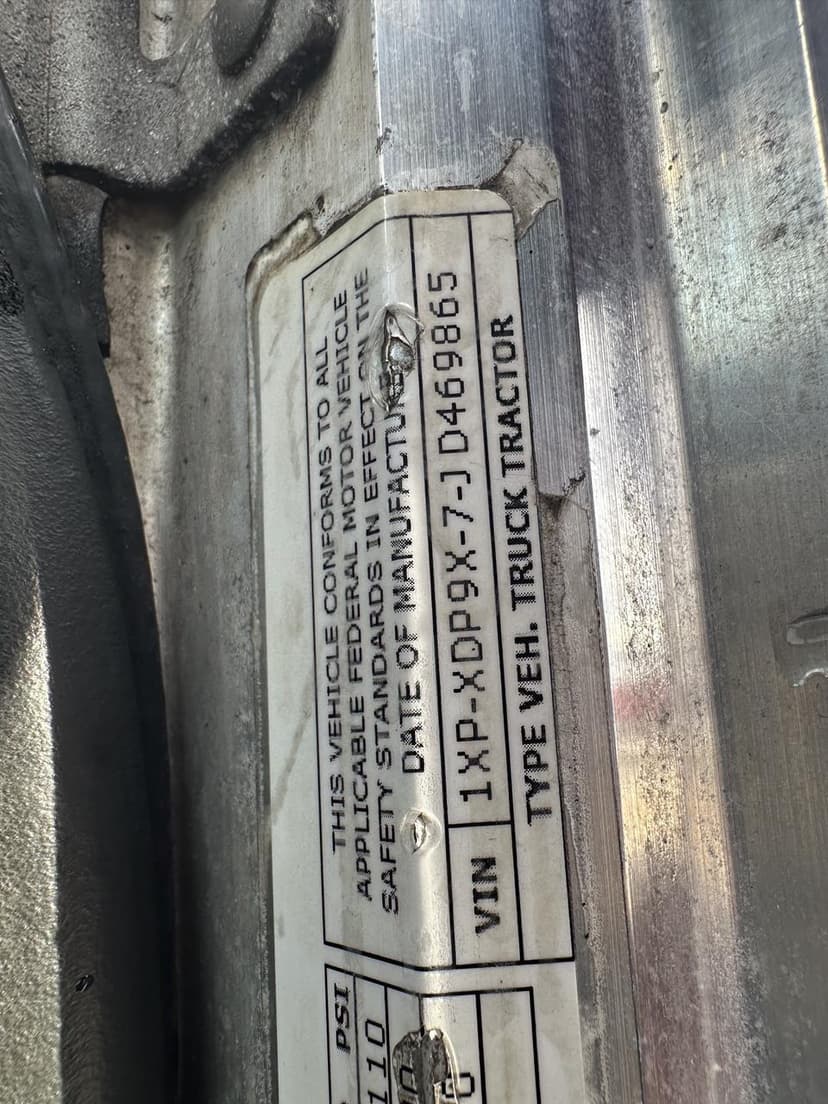 THIS VEHICLE CONFORMS TO ALL
APPLICABLE FEDERAL MOTOR VEHICLE
SAFETY STANDARDS IN EFFECT ON THE
DATE OF MANUFACTURE
VIN 1XP-XDP9X-7-JD469865
TYPE VEH. TRUCK TRACTOR
PSI
110